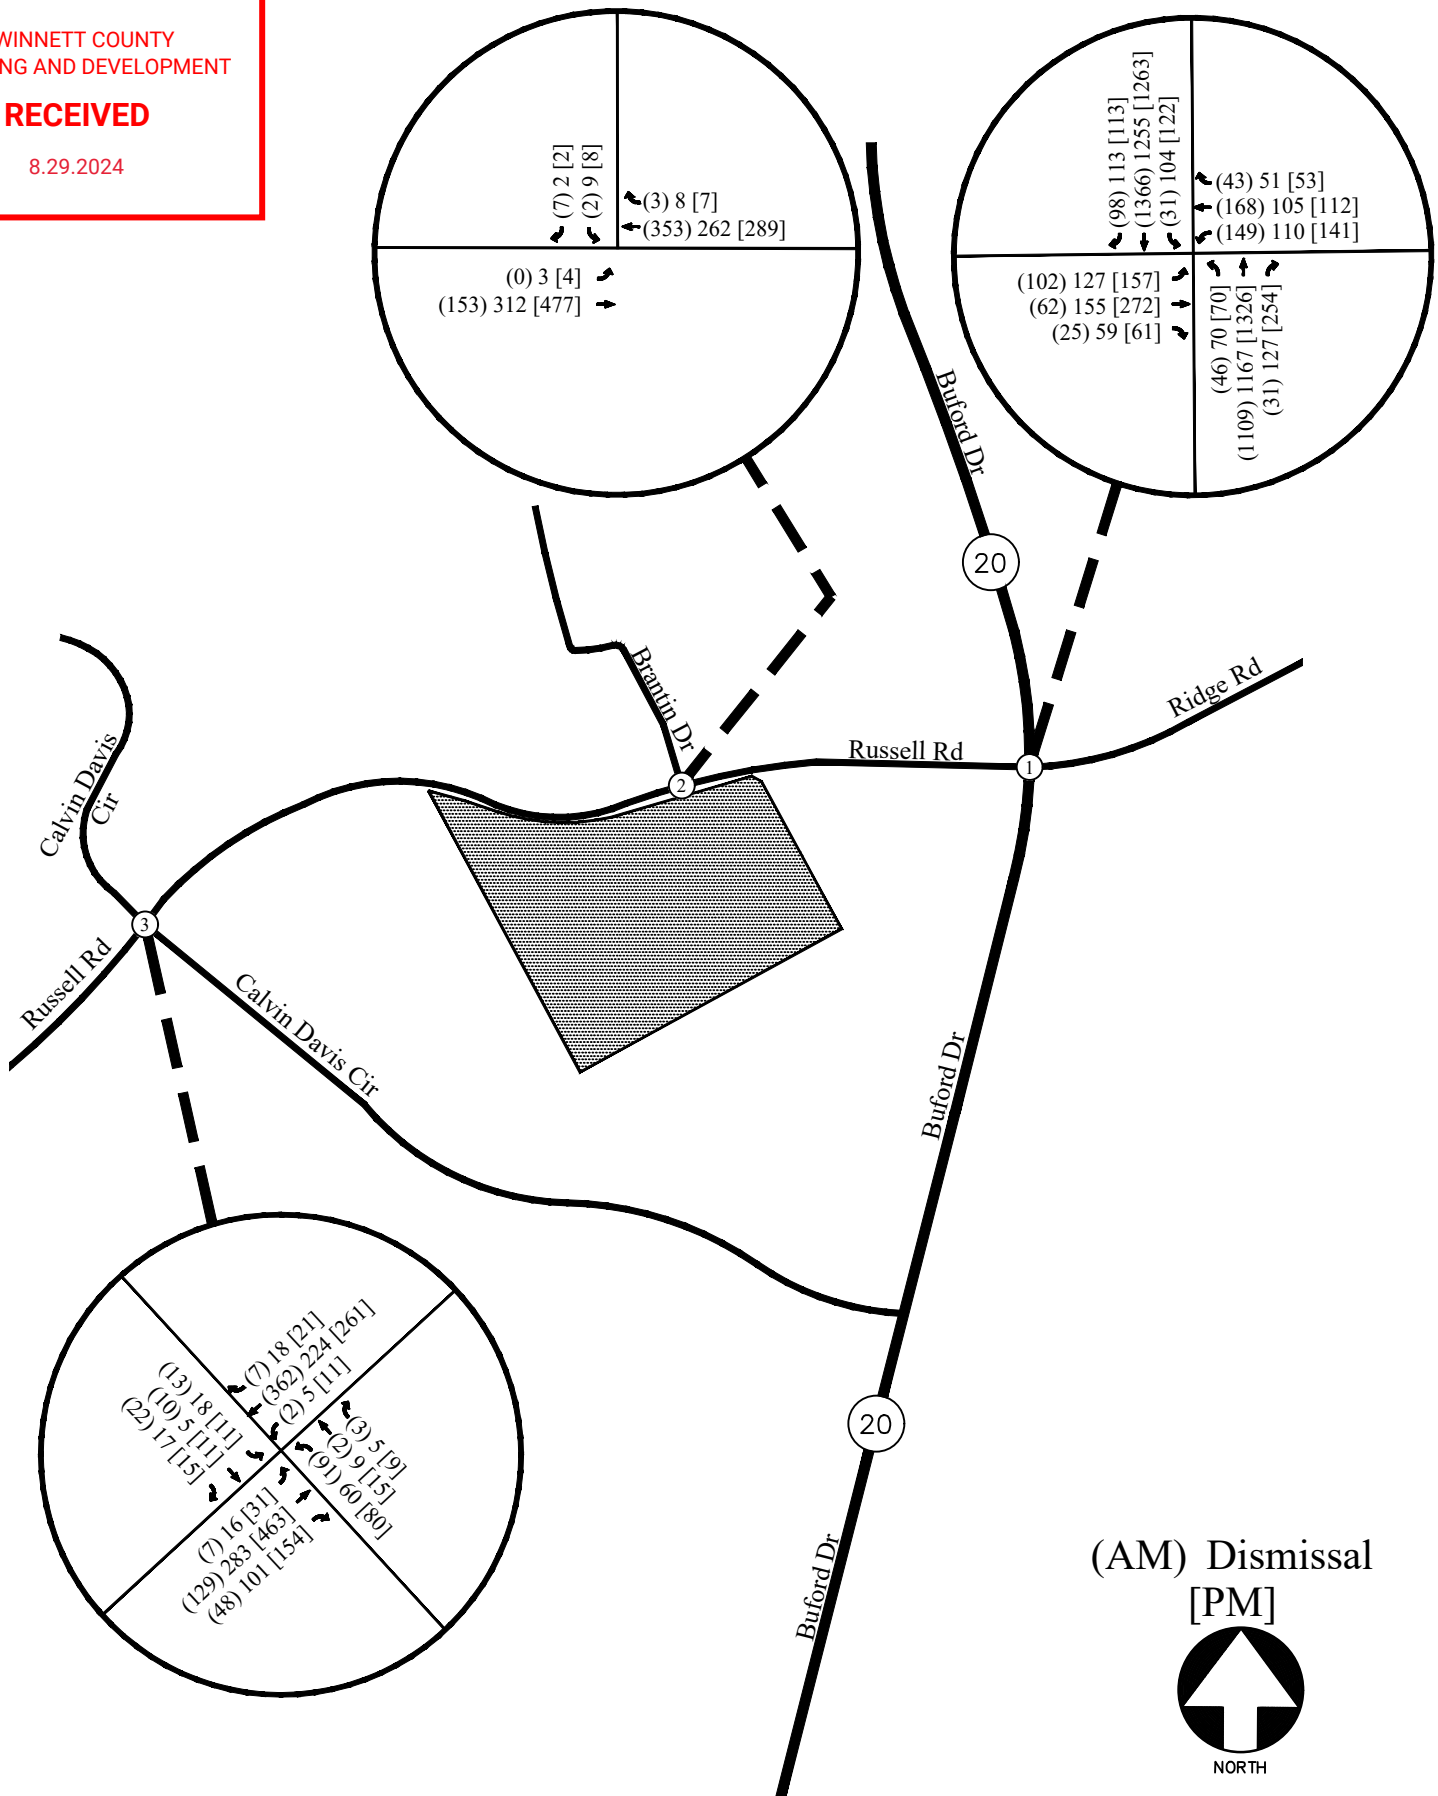 WINNETT COUNTY
NG AND DEVELOPMENT
RECEIVED
8.29.2024
(7) 2 [2]
(2) 9 [8]
(3) 8 [7]
(353) 262 [289]
(0) 3 [4]
(153) 312 [477]
(98) 113 [113]
(1366) 1255 [1263]
(31) 104 [122]
(43) 51 [53]
(168) 105 [112]
(149) 110 [141]
(102) 127 [157]
(62) 155 [272]
(25) 59 [61]
(46) 70 [70]
(1109) 1167 [1326]
(31) 127 [254]
Buford Dr
20
Brantin Dr
Ridge Rd
Russell Rd
1
2
Calvin Davis
Cir
3
Russell Rd
Calvin Davis Cir
Buford Dr
20
Buford Dr
(7) 18 [21]
(362) 224 [261]
(2) 5 [11]
(13) 18 [11]
(10) 5 [11]
(22) 17 [15]
(3) 5 [9]
(2) 9 [15]
(91) 60 [80]
(7) 16 [31]
(129) 283 [463]
(48) 101 [154]
(AM) Dismissal
[PM]
NORTH